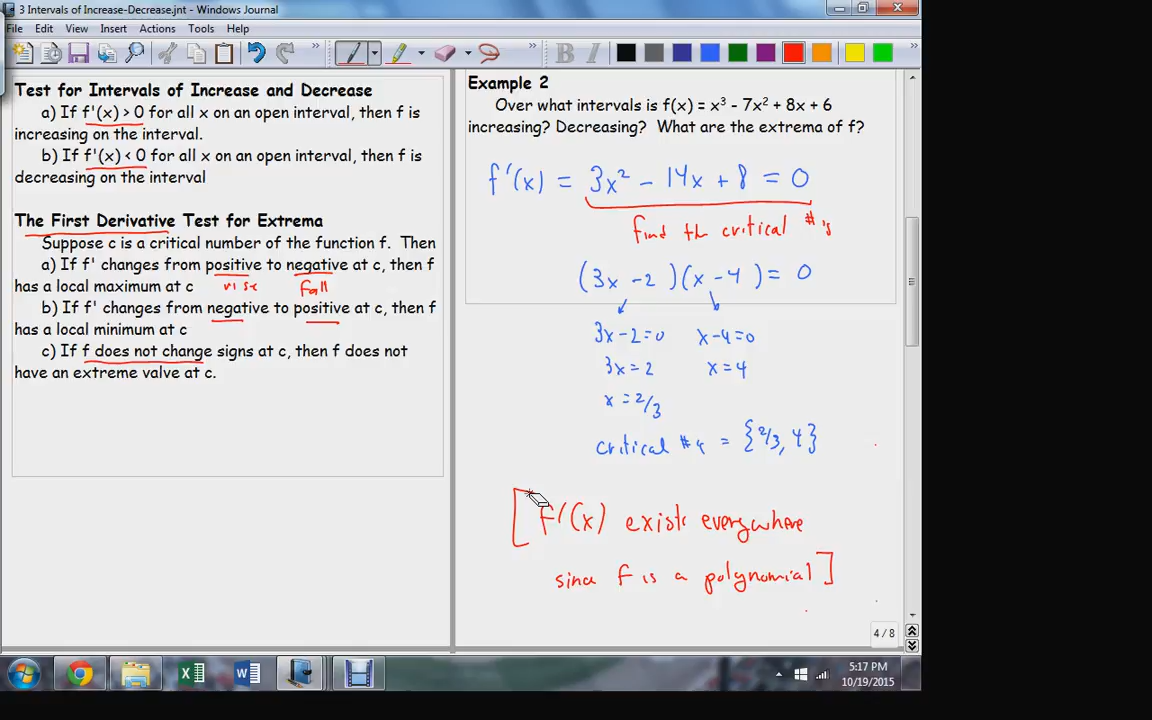 3 Intervals of Increase-Decrease.jnt - Windows Journal
File Edit View Insert Actions Tools Help
Test for Intervals of Increase and Decrease
a) If f'(x) > 0 for all x on an open interval, then f is
increasing on the interval.
b) If f'(x) < 0 for all x on an open interval, then f is
decreasing on the interval
The First Derivative Test for Extrema
Suppose c is a critical number of the function f. Then
a) If f' changes from positive to negative at c, then f
has a local maximum at c
rise fall
b) If f' changes from negative to positive at c, then f
has a local minimum at c
c) If f does not change signs at c, then f does not
have an extreme valve at c.
Example 2
Over what intervals is f(x) = x³ - 7x² + 8x + 6
increasing? Decreasing? What are the extrema of f?
f'(x) = 3x² - 14x + 8 = 0
find the critical #'s
(3x - 2)(x - 4) = 0
3x - 2 = 0 x - 4 = 0
3x = 2 x = 4
x = 2/3
critical #s = {2/3, 4}
[f'(x) exists everywhere
since f is a polynomial]
4 / 8
5:17 PM
10/19/2015